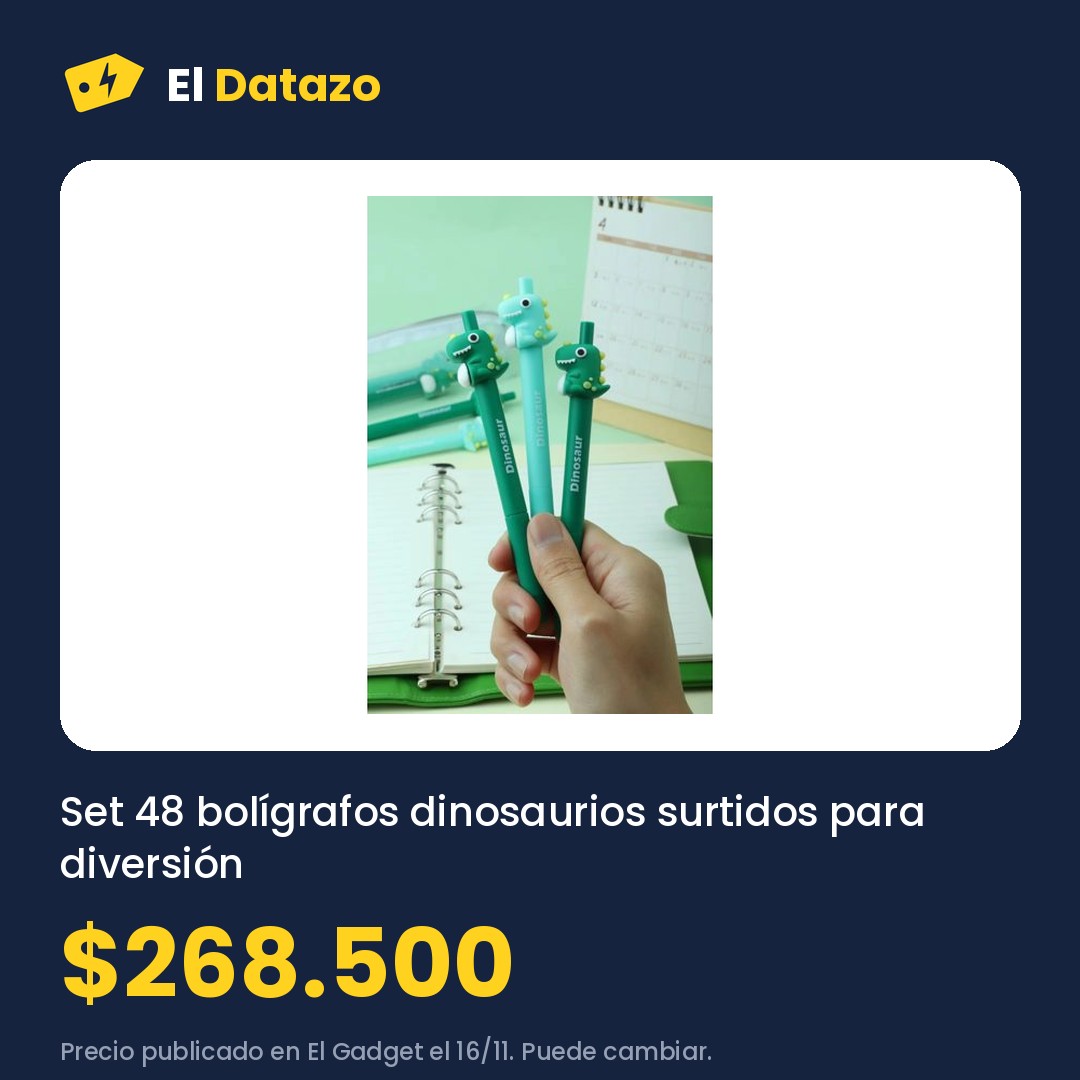 El Datazo
4
Dinosaur
Dinosaur
Dinosaur
Set 48 bolígrafos dinosaurios surtidos para
diversión
$268.500
Precio publicado en El Gadget el 16/11. Puede cambiar.